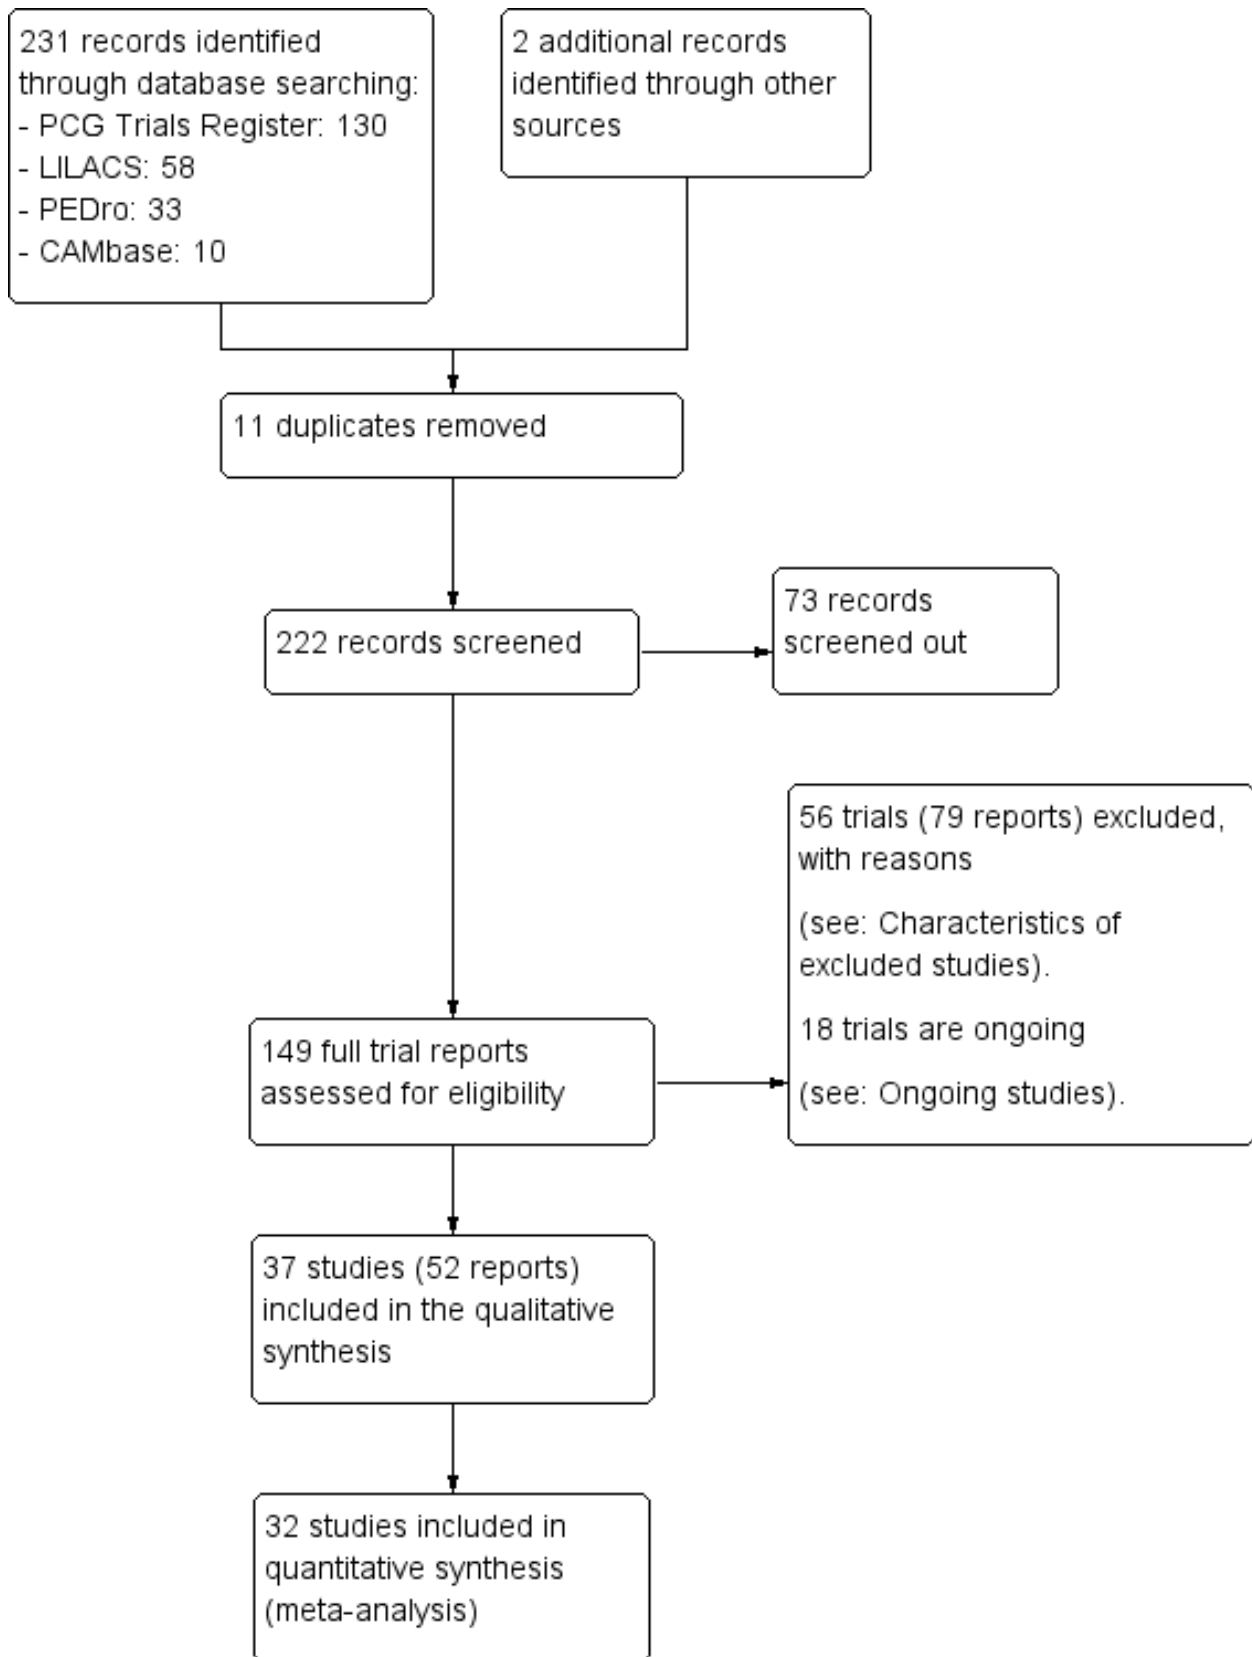 231 records identified
through database searching:
- PCG Trials Register: 130
- LILACS: 58
- PEDro: 33
- CAMbase: 10
2 additional records
identified through other
sources
11 duplicates removed
222 records screened
73 records
screened out
56 trials (79 reports) excluded,
with reasons
(see: Characteristics of
excluded studies).
18 trials are ongoing
(see: Ongoing studies).
149 full trial reports
assessed for eligibility
37 studies (52 reports)
included in the qualitative
synthesis
32 studies included in
quantitative synthesis
(meta-analysis)